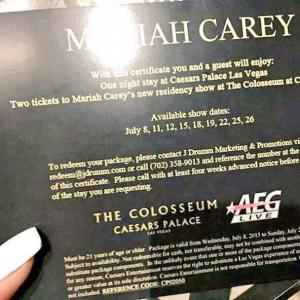 MARIAH CAREY
With this certificate you and a guest will enjoy:
One night stay at Caesars Palace Las Vegas
Two tickets to Mariah Carey's new residency show at The Colosseum at C
Available show dates:
July 8, 11, 12, 15, 18, 19, 22, 25, 26
To redeem your package, please contact J Drumm Marketing & Promotions vi
redeem@jdrumm.com or call (702) 358-9013 and reference the number at the
of this certificate. Please call with at least four weeks advanced notice before
of the stay you are requesting.
THE COLOSSEUM
CAESARS PALACE
LAS VEGAS
AEG
LIVE
Must be 21 years of age or older. Package is valid from Wednesday, July 8, 2015 to Sunday, July 2
Subject to availability. Not redeemable for cash, not transferable, may not be combined with anoth
substitute package components. In the unlikely event that one or more of the package component
for any reason, Caesars Entertainment reserves the right to substitute a Las Vegas experience of e
or greater value at its sole discretion. Caesars Entertainment is not responsible for transportation
not included. REFERENCE CODE: CP02050